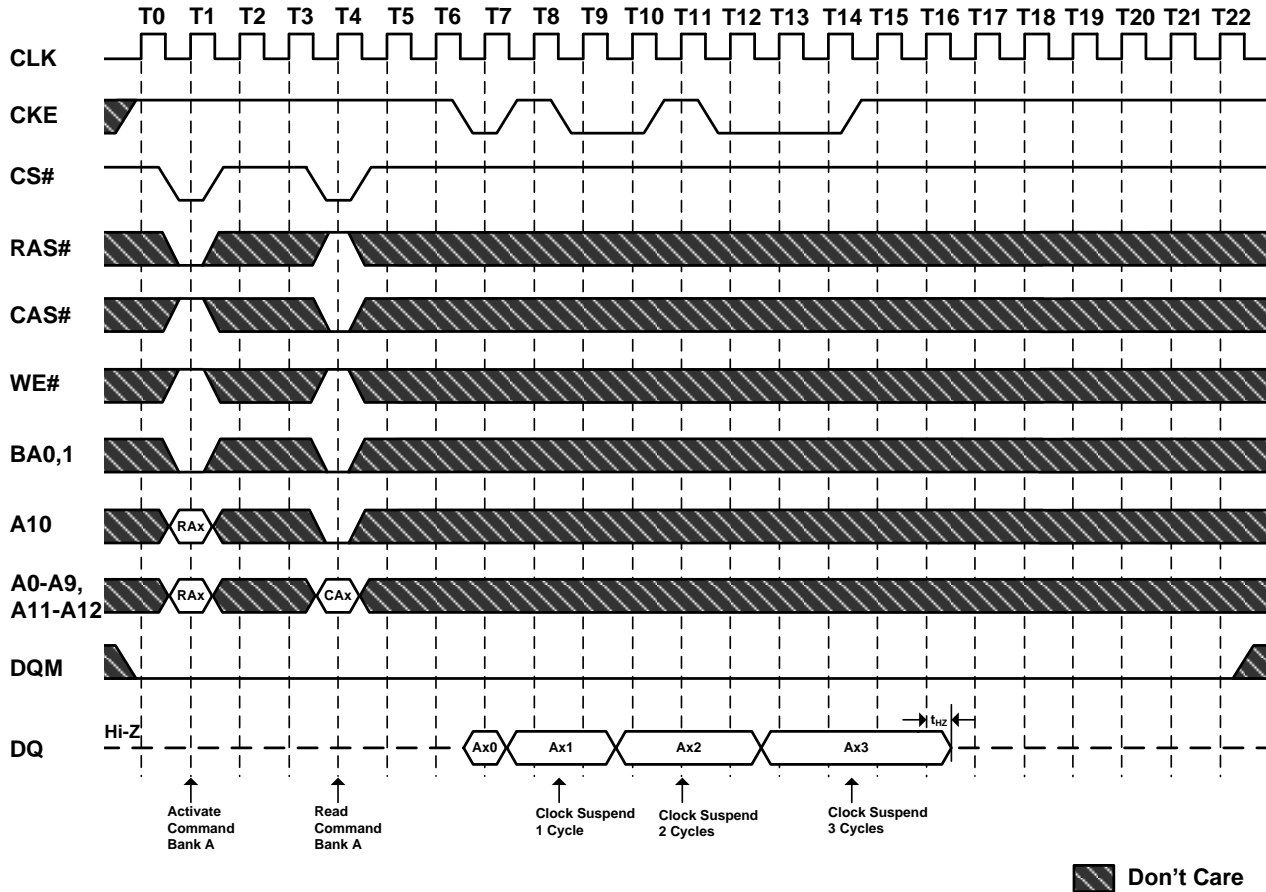 T0 T1 T2 T3 T4 T5 T6 T7 T8 T9 T10 T11 T12 T13 T14 T15 T16 T17 T18 T19 T20 T21 T22
CLK
CKE
CS#
RAS#
CAS#
WE#
BA0,1
A10 RAx
A0-A9,
A11-A12
RAx CAx
DQM
tHZ
Hi-Z
DQ Ax0 Ax1 Ax2 Ax3
Activate
Command
Bank A
Read
Command
Bank A
Clock Suspend
1 Cycle
Clock Suspend
2 Cycles
Clock Suspend
3 Cycles
Don't Care